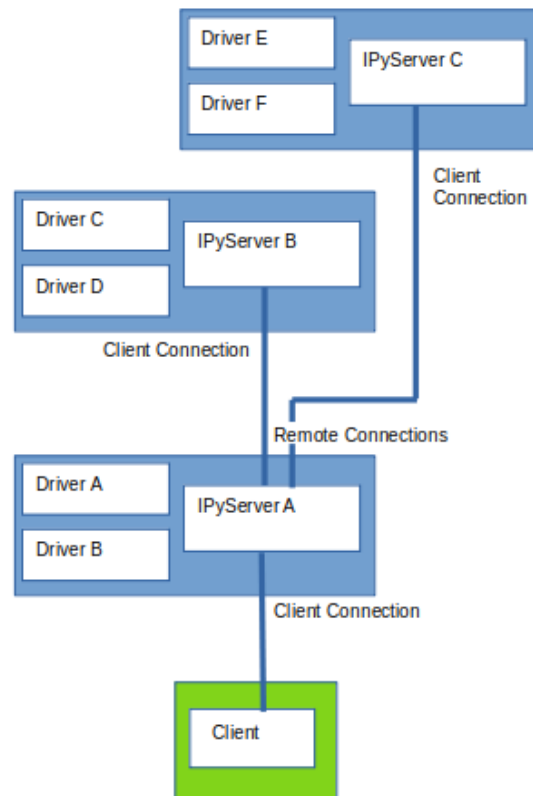 Driver E
IPyServer C
Driver F
Client
Connection
Driver C
IPyServer B
Driver D
Client Connection
Remote Connections
Driver A
IPyServer A
Driver B
Client Connection
Client